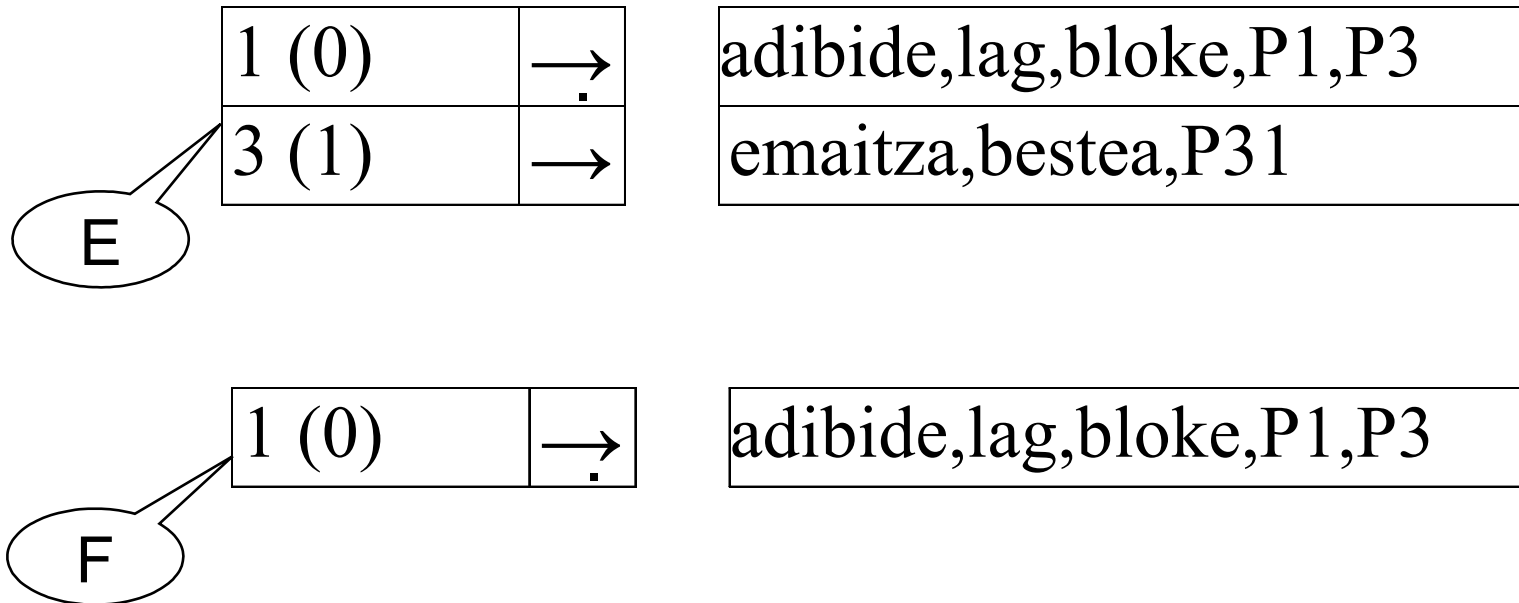 1 (0) → adibide,lag,bloke,P1,P3
3 (1) → emaitza,bestea,P31
E
1 (0) → adibide,lag,bloke,P1,P3
F